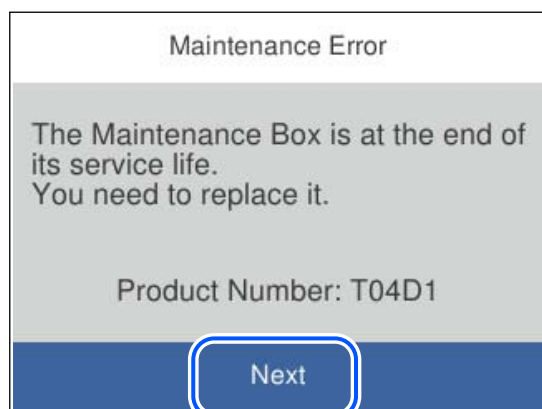 Maintenance Error
The Maintenance Box is at the end of
its service life.
You need to replace it.
Product Number: T04D1
Next